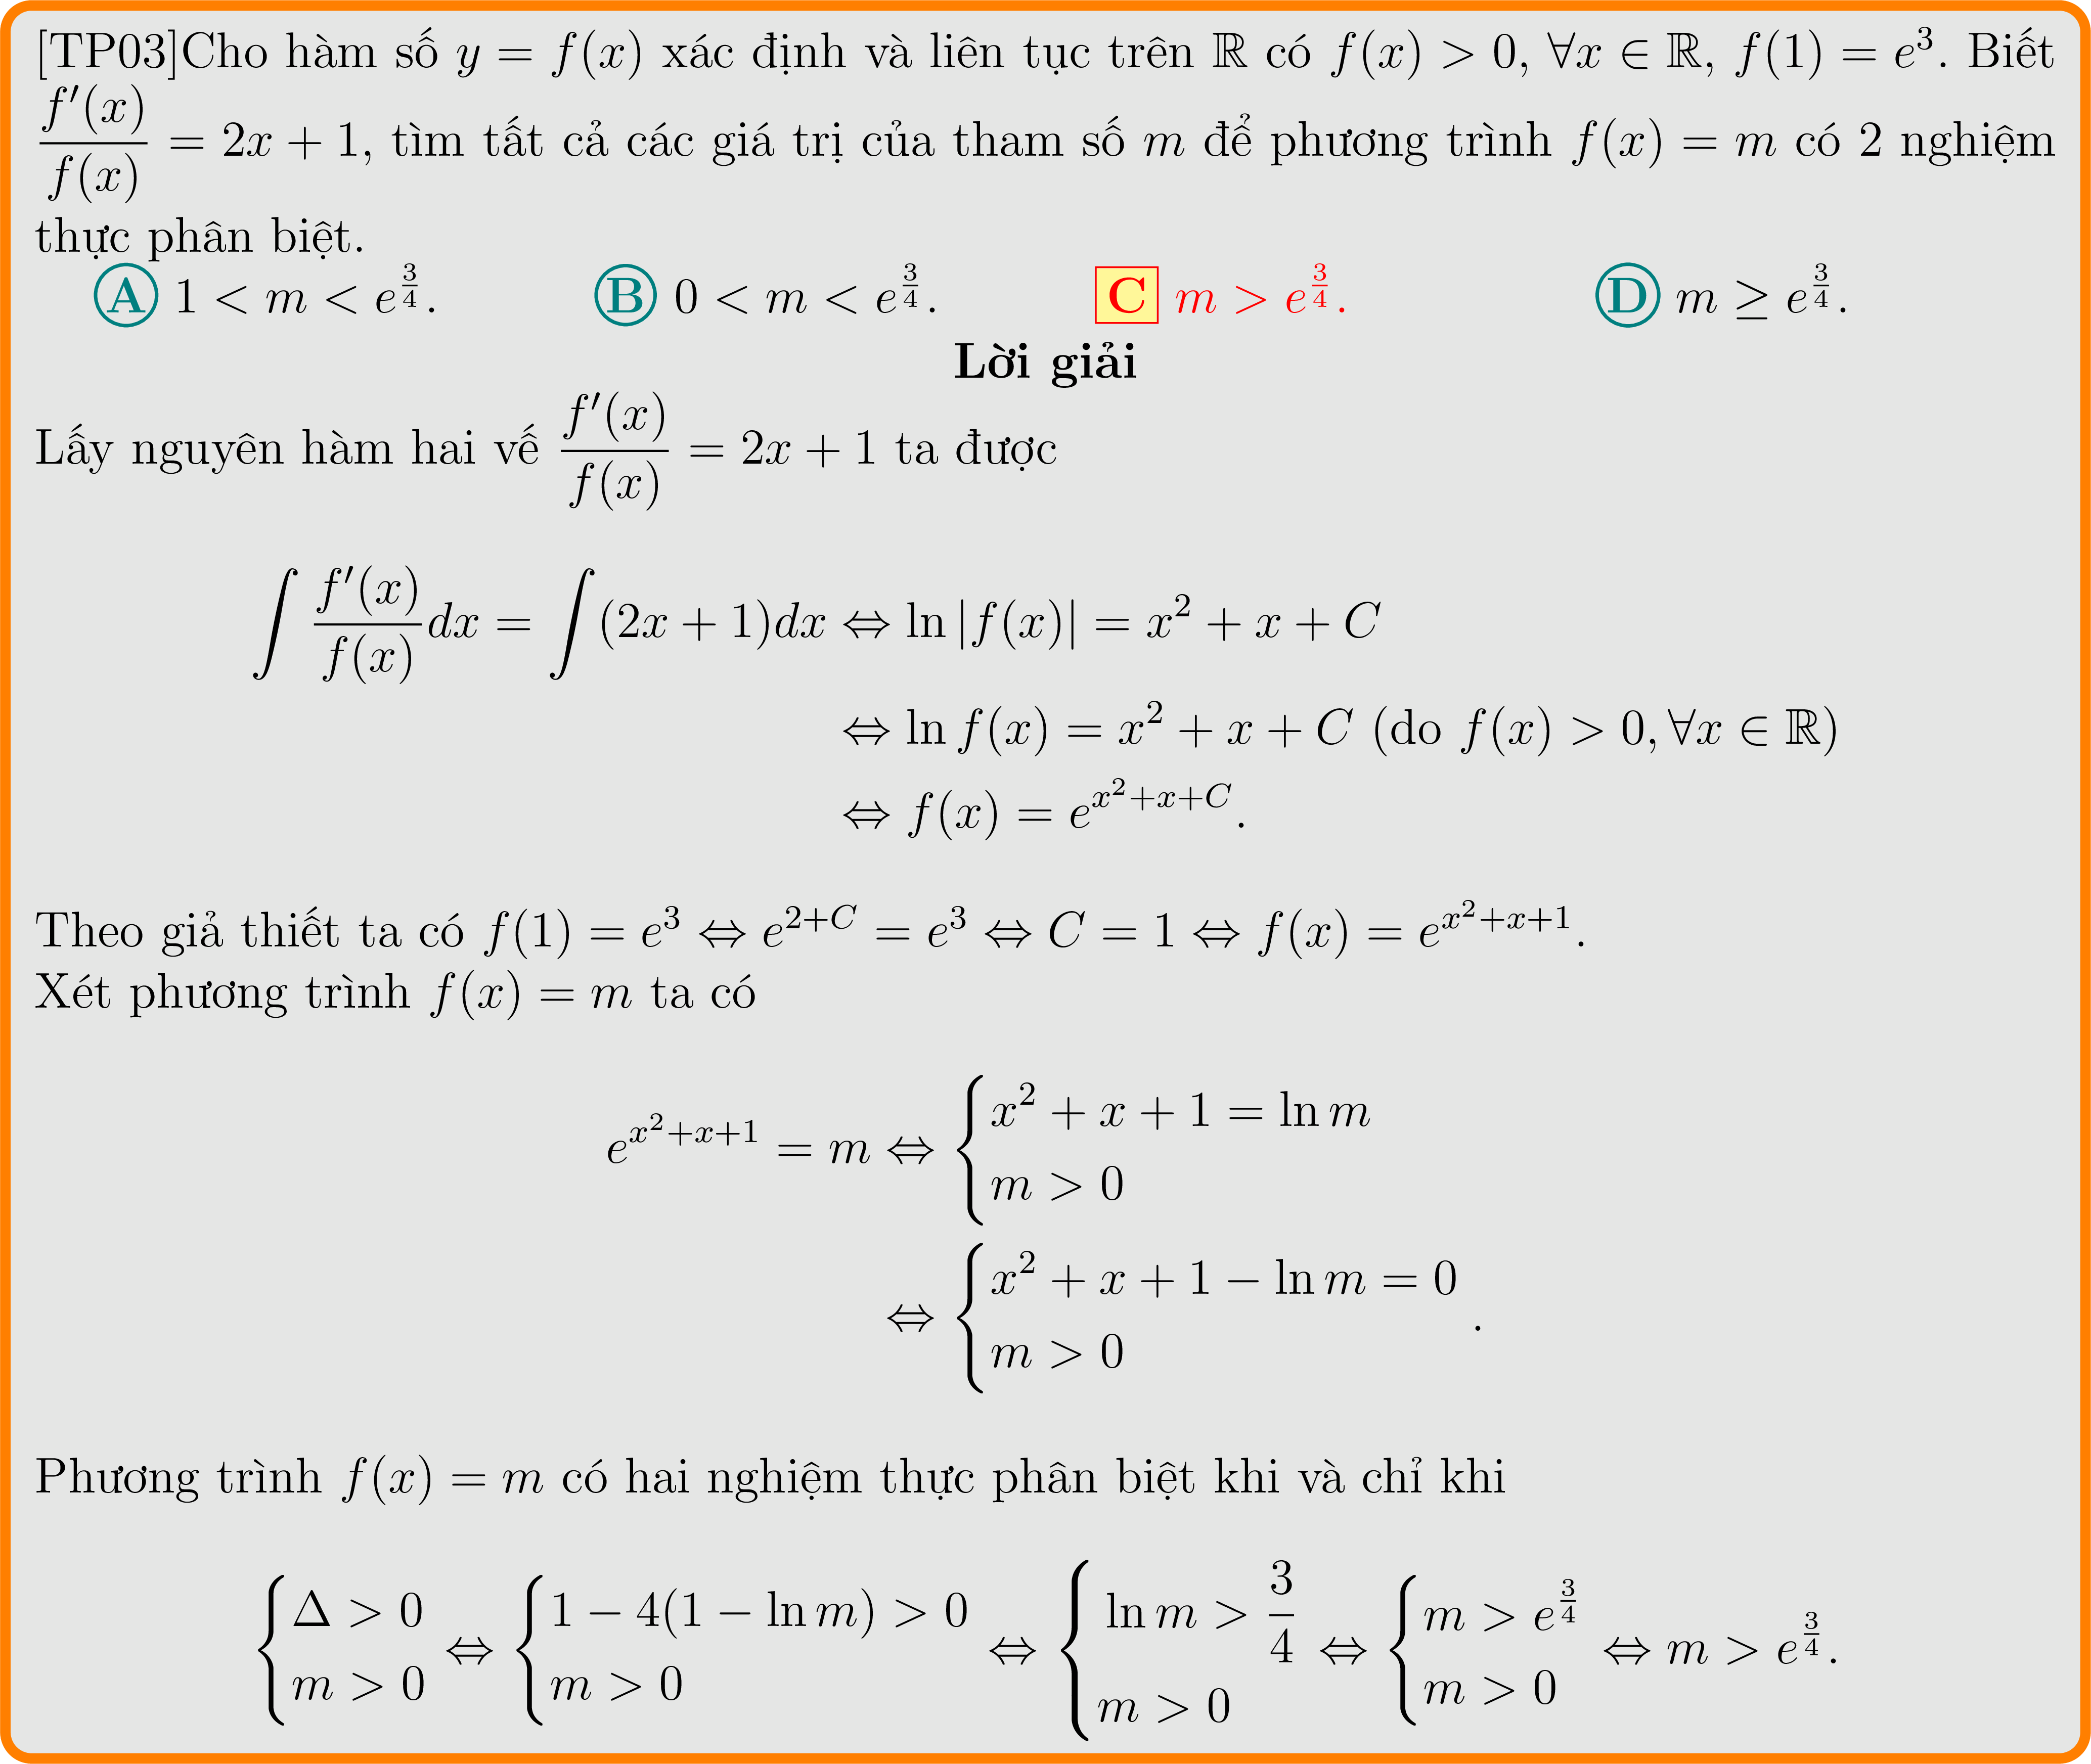 [TP03]Cho hàm số $y = f(x)$ xác định và liên tục trên $\mathbb{R}$ có $f(x) > 0, \forall x \in \mathbb{R}, f(1) = e^3$. Biết
$\dfrac{f'(x)}{f(x)} = 2x + 1$, tìm tất cả các giá trị của tham số $m$ để phương trình $f(x) = m$ có 2 nghiệm
thực phân biệt.
A $1 < m < e^{\frac{3}{4}}$. B $0 < m < e^{\frac{3}{4}}$. C $m > e^{\frac{3}{4}}$. D $m \geq e^{\frac{3}{4}}$.
Lời giải
Lấy nguyên hàm hai vế $\dfrac{f'(x)}{f(x)} = 2x + 1$ ta được
$\displaystyle\int \dfrac{f'(x)}{f(x)}dx = \int (2x + 1)dx \Leftrightarrow \ln |f(x)| = x^2 + x + C$
$\Leftrightarrow \ln f(x) = x^2 + x + C$ (do $f(x) > 0, \forall x \in \mathbb{R}$)
$\Leftrightarrow f(x) = e^{x^2+x+C}$.
Theo giả thiết ta có $f(1) = e^3 \Leftrightarrow e^{2+C} = e^3 \Leftrightarrow C = 1 \Leftrightarrow f(x) = e^{x^2+x+1}$.
Xét phương trình $f(x) = m$ ta có
$e^{x^2+x+1} = m \Leftrightarrow \begin{cases} x^2 + x + 1 = \ln m \\ m > 0 \end{cases}$
$\Leftrightarrow \begin{cases} x^2 + x + 1 - \ln m = 0 \\ m > 0 \end{cases}$.
Phương trình $f(x) = m$ có hai nghiệm thực phân biệt khi và chỉ khi
$\begin{cases} \Delta > 0 \\ m > 0 \end{cases} \Leftrightarrow \begin{cases} 1 - 4(1 - \ln m) > 0 \\ m > 0 \end{cases} \Leftrightarrow \begin{cases} \ln m > \dfrac{3}{4} \\ m > 0 \end{cases} \Leftrightarrow \begin{cases} m > e^{\frac{3}{4}} \\ m > 0 \end{cases} \Leftrightarrow m > e^{\frac{3}{4}}$.